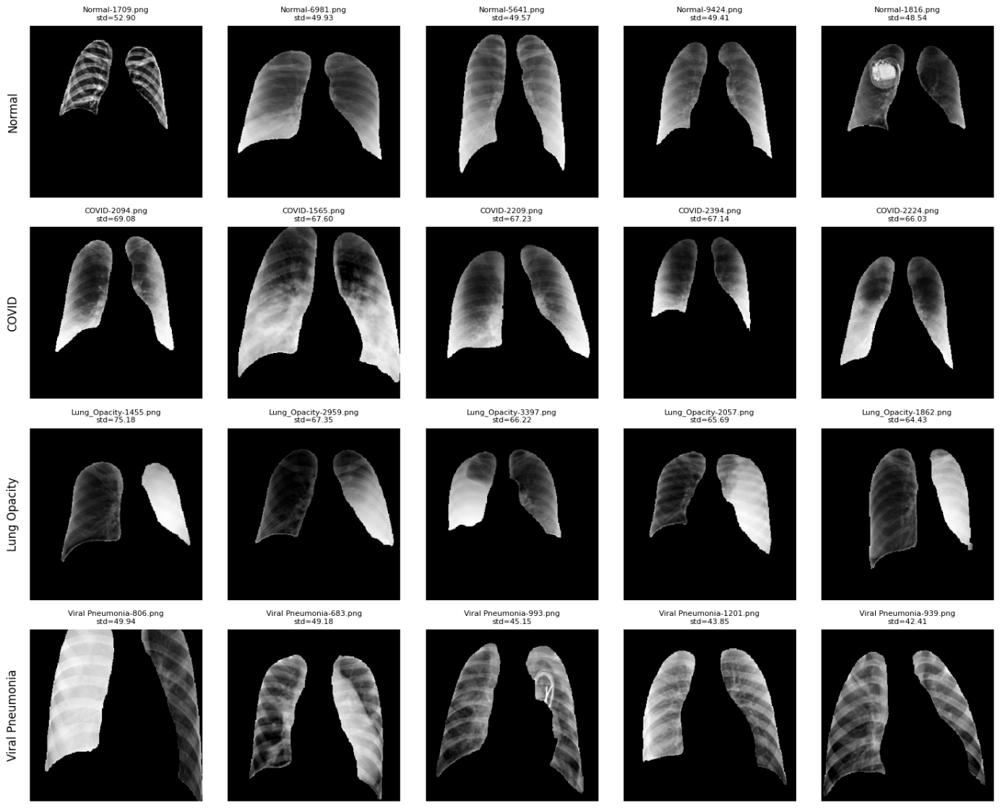 Normal-1709.png
std=52.90
Normal-6981.png
std=49.93
Normal-5641.png
std=49.57
Normal-9424.png
std=49.41
Normal-1816.png
std=48.54
Normal
COVID-2094.png
std=69.08
COVID-1565.png
std=67.60
COVID-2209.png
std=67.23
COVID-2394.png
std=67.14
COVID-2224.png
std=66.03
COVID
Lung_Opacity-1455.png
std=75.18
Lung_Opacity-2959.png
std=67.35
Lung_Opacity-3397.png
std=66.22
Lung_Opacity-2057.png
std=65.69
Lung_Opacity-1862.png
std=64.43
Lung Opacity
Viral Pneumonia-806.png
std=49.94
Viral Pneumonia-683.png
std=49.18
Viral Pneumonia-993.png
std=45.15
Viral Pneumonia-1201.png
std=43.85
Viral Pneumonia-939.png
std=42.41
Viral Pneumonia